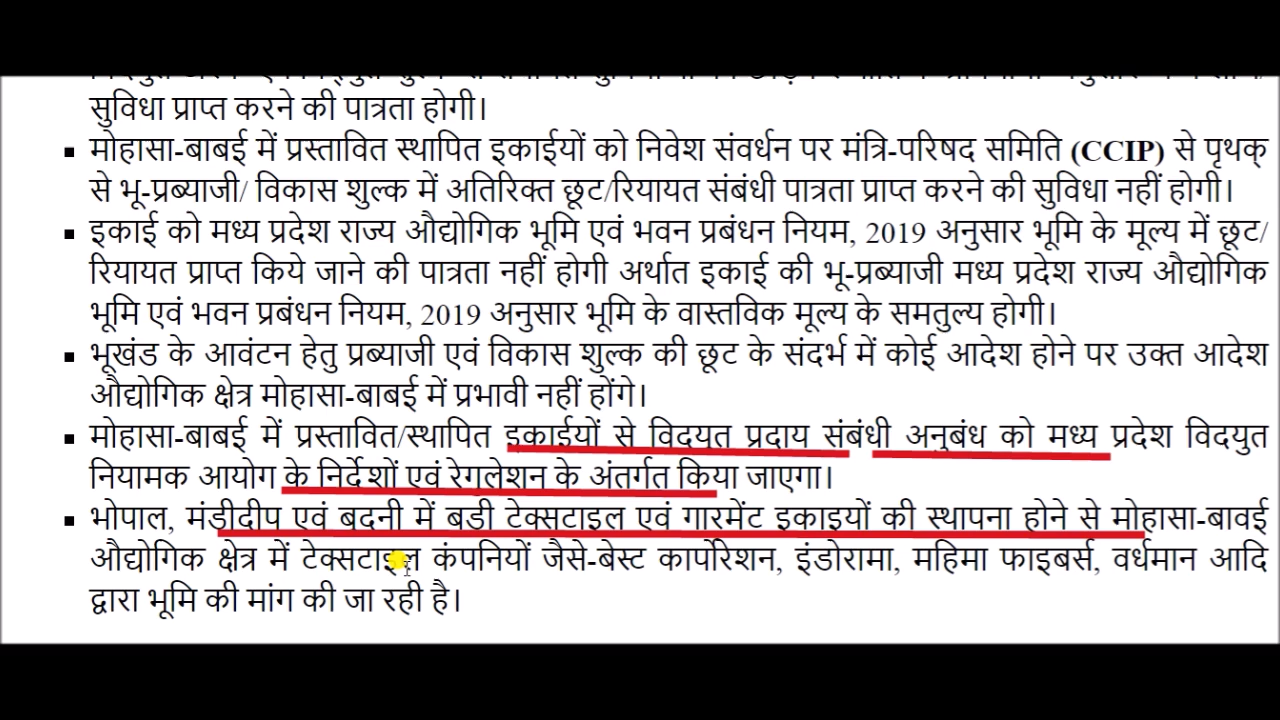 सुविधा प्राप्त करने की पात्रता होगी।
▪ मोहासा-बाबई में प्रस्तावित स्थापित इकाईयों को निवेश संवर्धन पर मंत्रि-परिषद समिति (CCIP) से पृथक्
से भू-प्रब्याजी/ विकास शुल्क में अतिरिक्त छूट/रियायत संबंधी पात्रता प्राप्त करने की सुविधा नहीं होगी।
▪ इकाई को मध्य प्रदेश राज्य औद्योगिक भूमि एवं भवन प्रबंधन नियम, 2019 अनुसार भूमि के मूल्य में छूट/
रियायत प्राप्त किये जाने की पात्रता नहीं होगी अर्थात इकाई की भू-प्रब्याजी मध्य प्रदेश राज्य औद्योगिक
भूमि एवं भवन प्रबंधन नियम, 2019 अनुसार भूमि के वास्तविक मूल्य के समतुल्य होगी।
▪ भूखंड के आवंटन हेतु प्रब्याजी एवं विकास शुल्क की छूट के संदर्भ में कोई आदेश होने पर उक्त आदेश
औद्योगिक क्षेत्र मोहासा-बाबई में प्रभावी नहीं होंगे।
▪ मोहासा-बाबई में प्रस्तावित/स्थापित इकाईयों से विदयुत प्रदाय संबंधी अनुबंध को मध्य प्रदेश विदयुत
नियामक आयोग के निर्देशों एवं रेगुलेशन के अंतर्गत किया जाएगा।
▪ भोपाल, मंडीदीप एवं बुदनी में बड़ी टेक्सटाइल एवं गारमेंट इकाइयों की स्थापना होने से मोहासा-बावई
औद्योगिक क्षेत्र में टेक्सटाइल कंपनियों जैसे-बेस्ट कार्पोरेशन, इंडोरामा, महिमा फाइबर्स, वर्धमान आदि
द्वारा भूमि की मांग की जा रही है।